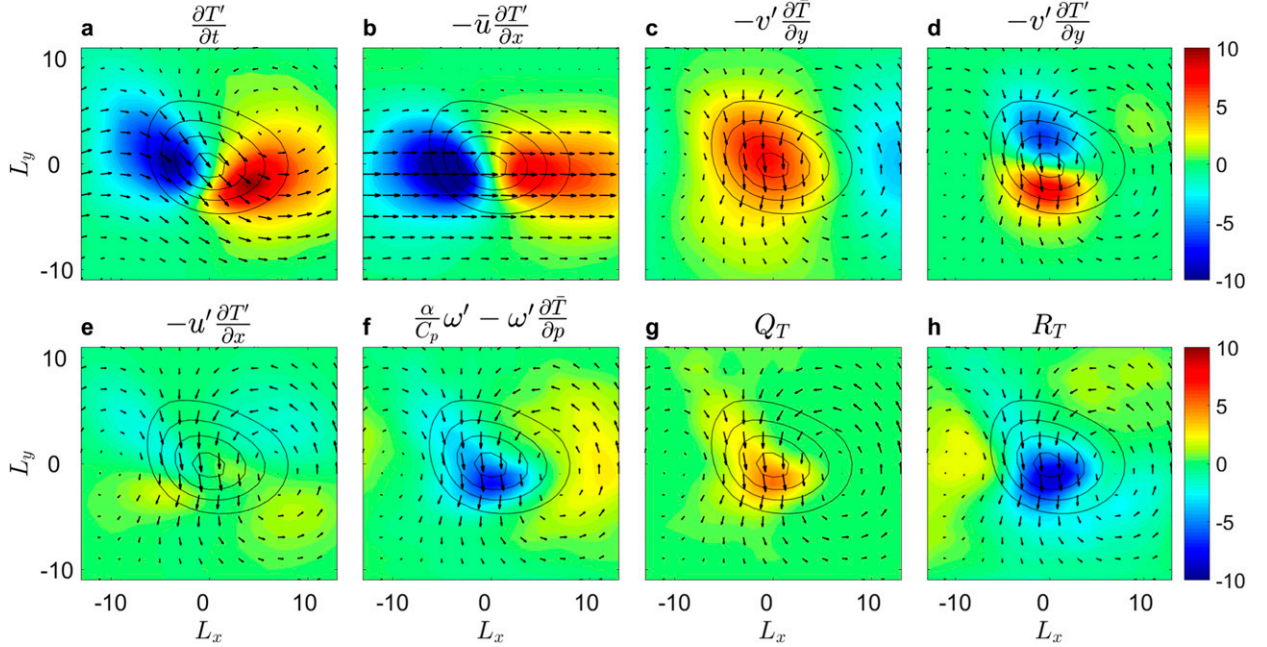 a ∂T′/∂t
b −ū ∂T′/∂x
c −v′ ∂T̄/∂y
d −v′ ∂T′/∂y
10
0
-10
L_y
10
5
0
-5
-10
e −u′ ∂T′/∂x
f α/C_p ω′ − ω′ ∂T̄/∂p
g Q_T
h R_T
10
0
-10
L_y
10
5
0
-5
-10
-10 0 10
-10 0 10
-10 0 10
-10 0 10
L_x
L_x
L_x
L_x